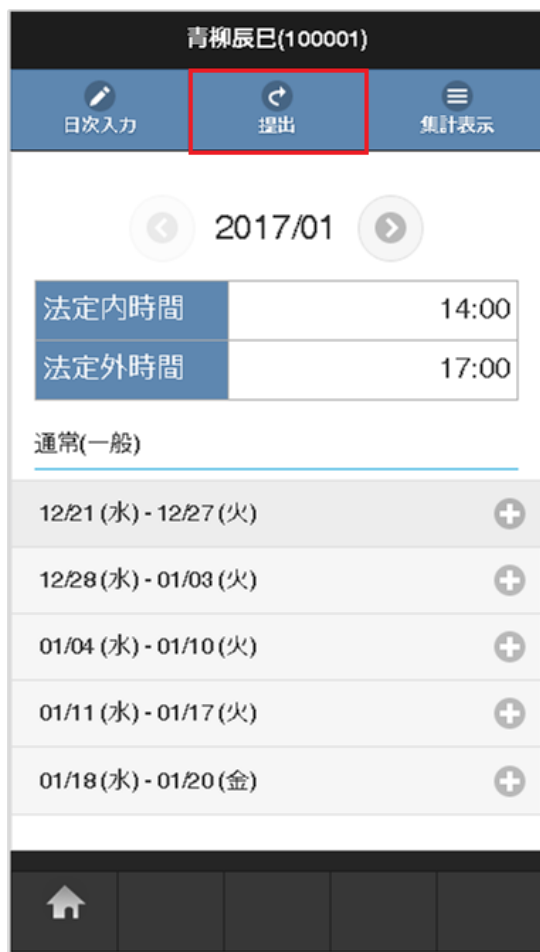 青柳辰巳(100001)
日次入力
提出
集計表示
2017/01
法定内時間 14:00
法定外時間 17:00
通常(一般)
12/21 (水) - 12/27 (火)
12/28 (水) - 01/03 (火)
01/04 (水) - 01/10 (火)
01/11 (水) - 01/17 (火)
01/18 (水) - 01/20 (金)